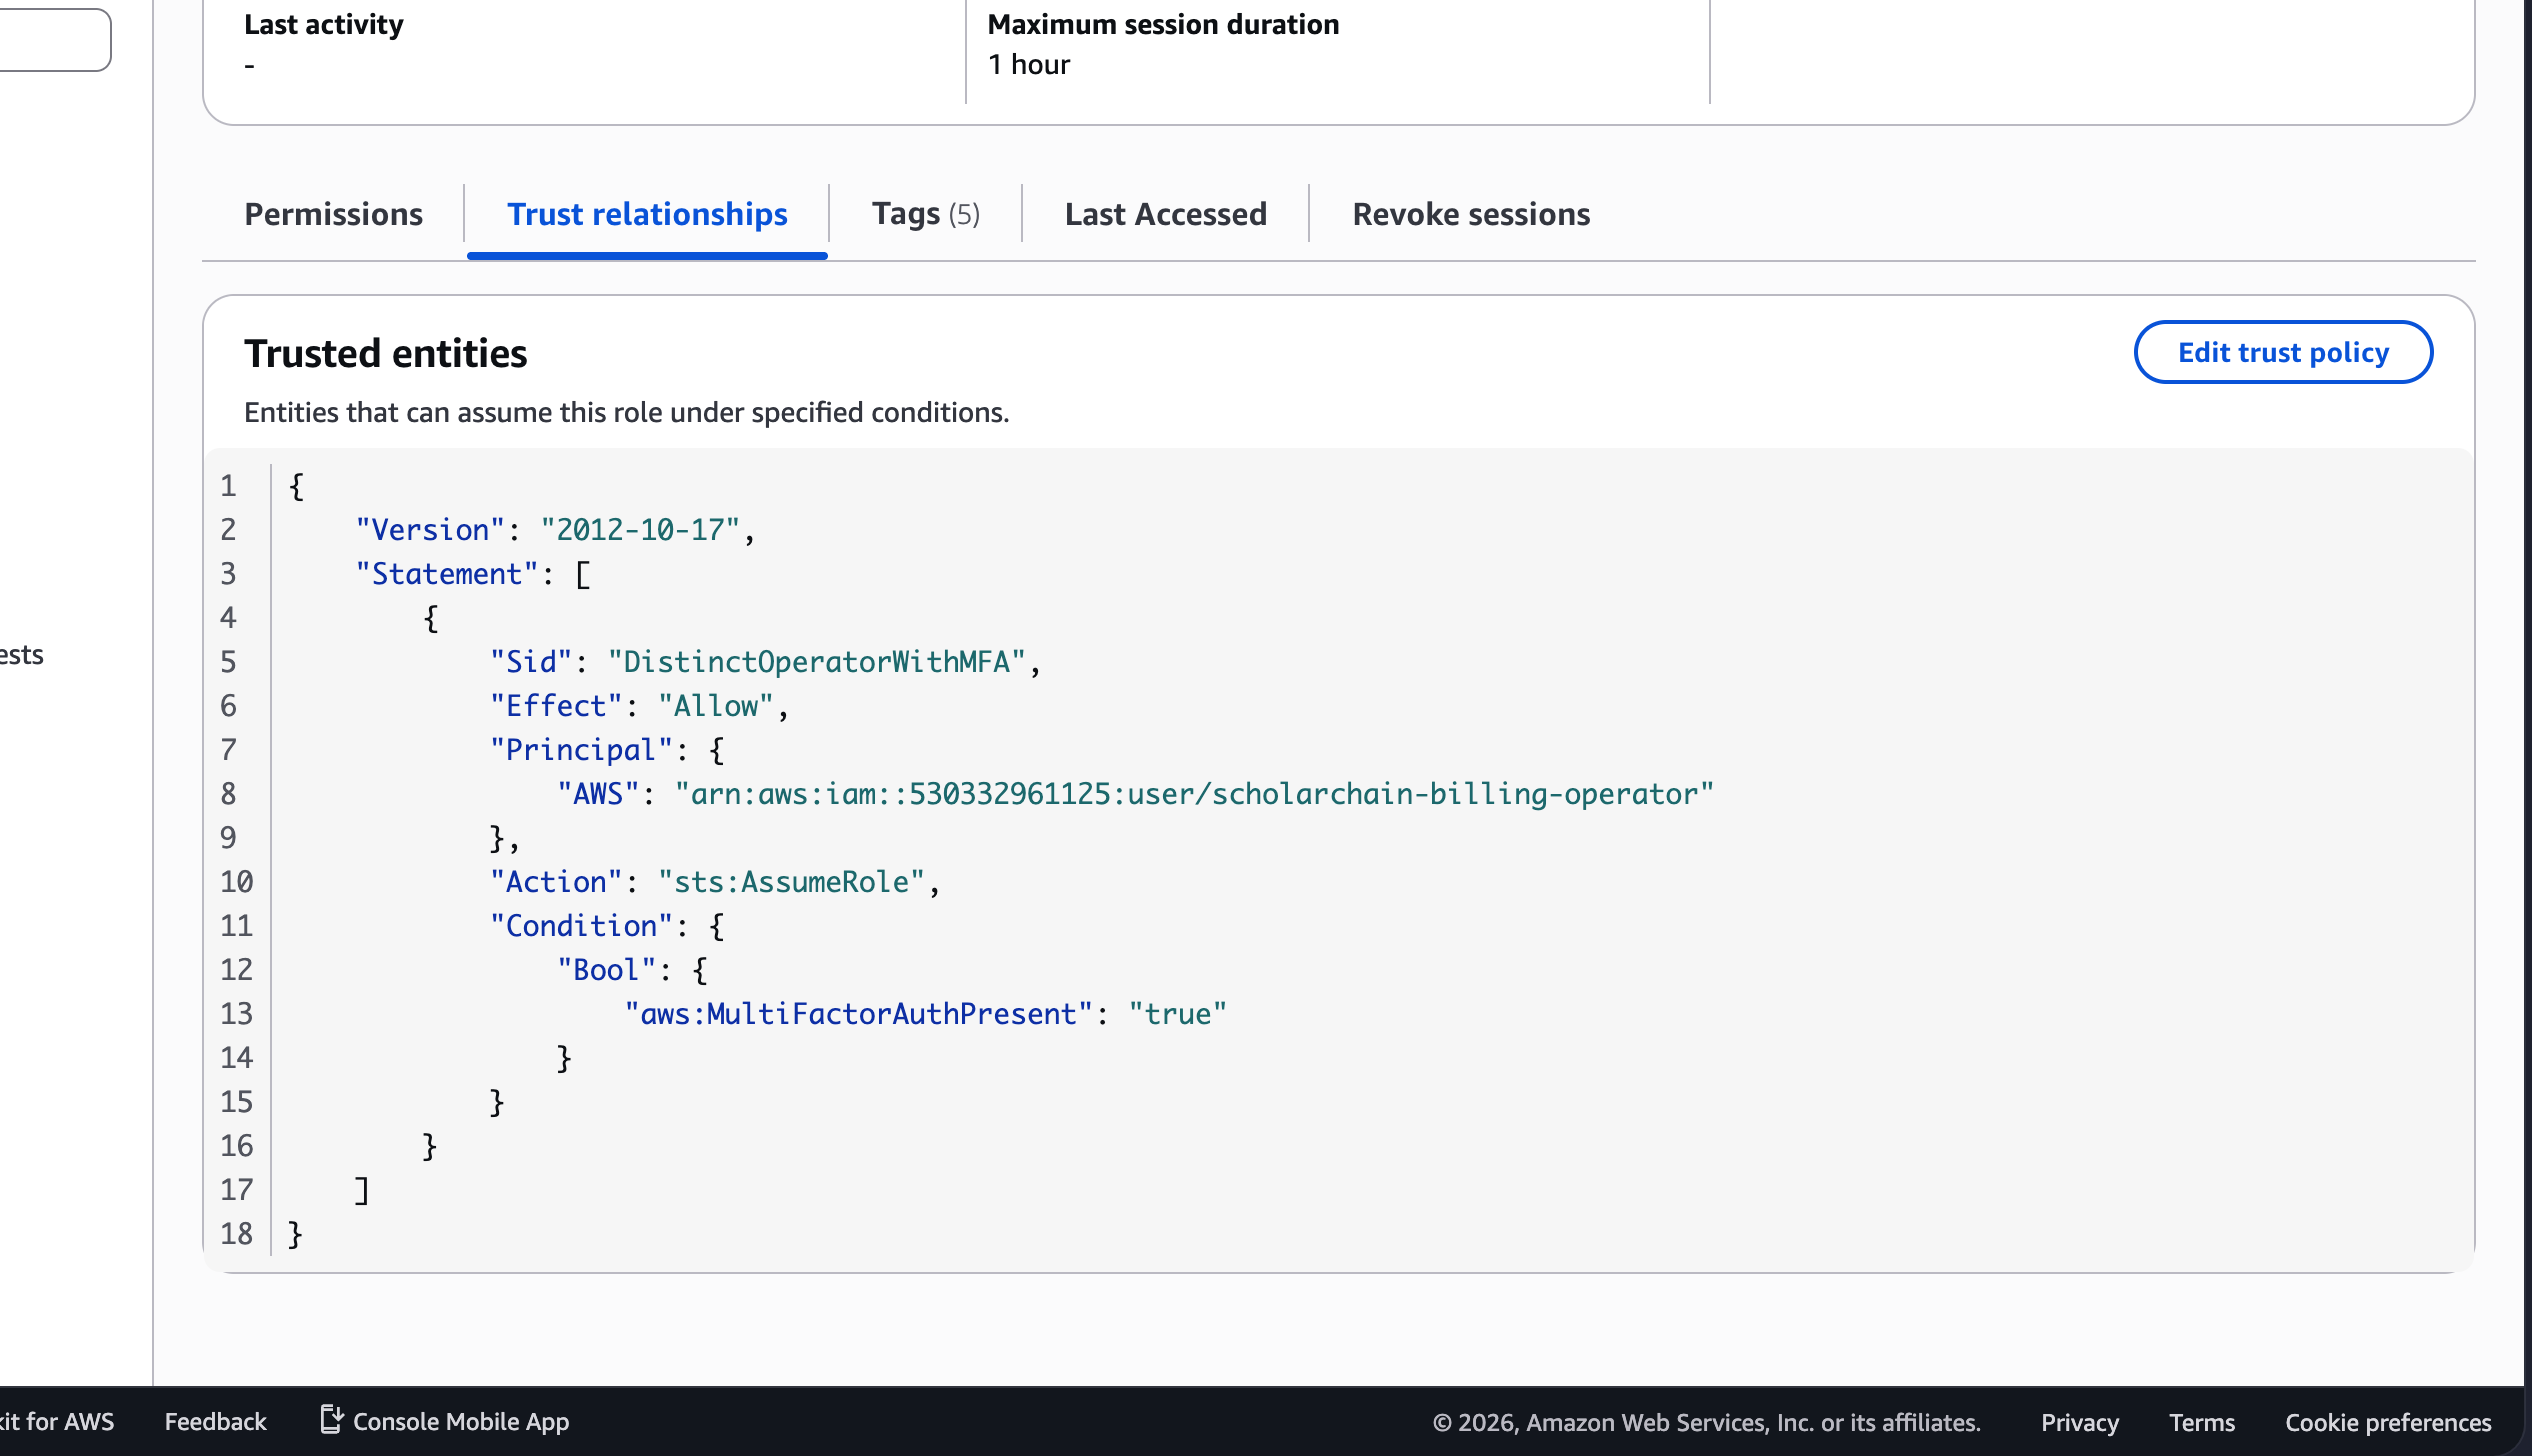 Last activity
-
Maximum session duration
1 hour
Permissions
Trust relationships
Tags (5)
Last Accessed
Revoke sessions
Trusted entities
Edit trust policy
Entities that can assume this role under specified conditions.
1 {
2     "Version": "2012-10-17",
3     "Statement": [
4         {
5             "Sid": "DistinctOperatorWithMFA",
6             "Effect": "Allow",
7             "Principal": {
8                 "AWS": "arn:aws:iam::530332961125:user/scholarchain-billing-operator"
9             },
10             "Action": "sts:AssumeRole",
11             "Condition": {
12                 "Bool": {
13                     "aws:MultiFactorAuthPresent": "true"
14                 }
15             }
16         }
17     ]
18 }
ests
kit for AWS
Feedback
Console Mobile App
© 2026, Amazon Web Services, Inc. or its affiliates.
Privacy
Terms
Cookie preferences